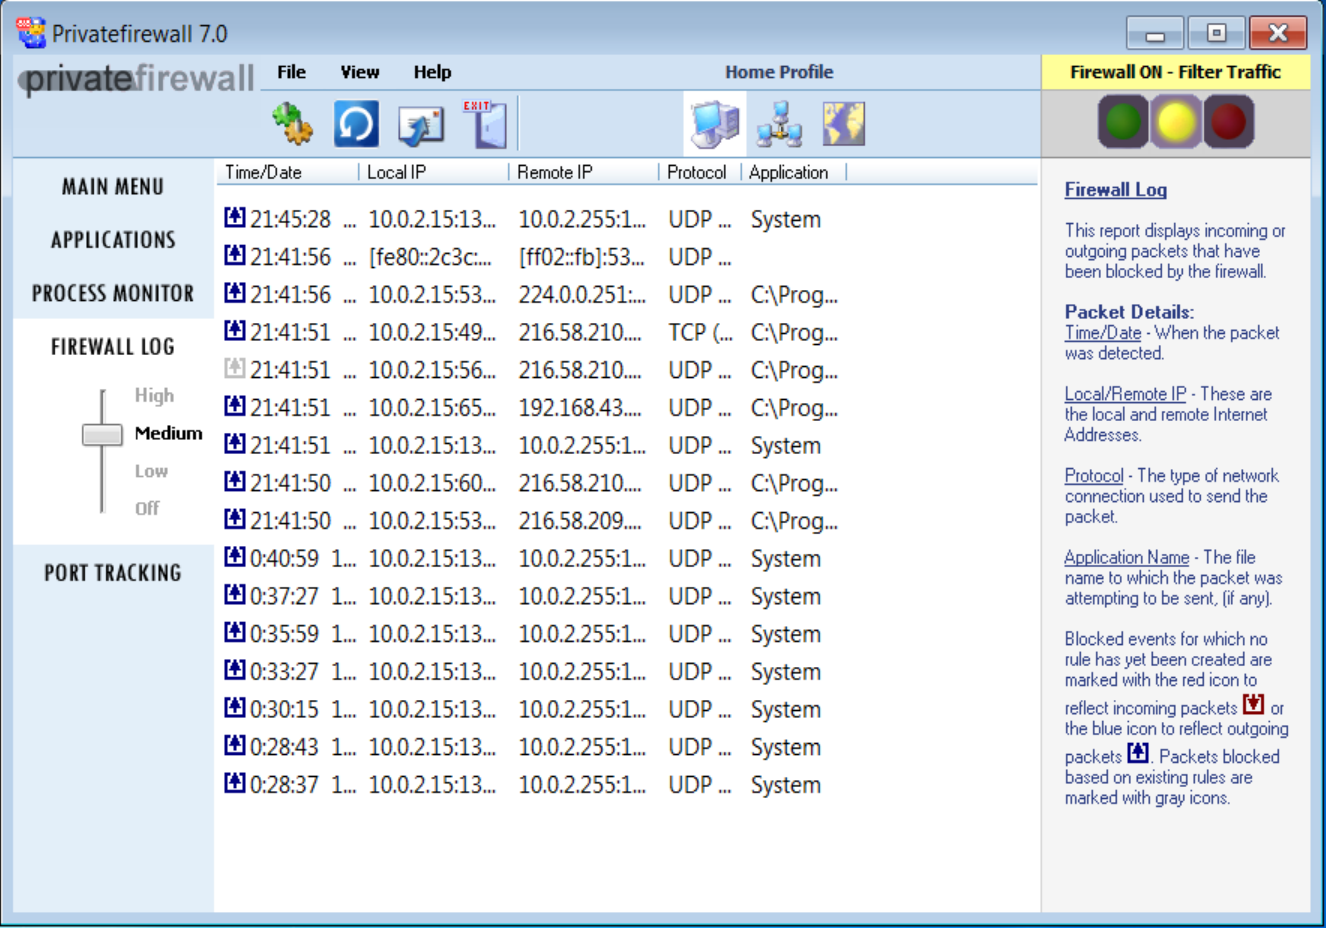 Privatefirewall 7.0
privatefirewall
File View Help
Home Profile
Firewall ON - Filter Traffic
EXIT
MAIN MENU
APPLICATIONS
PROCESS MONITOR
FIREWALL LOG
High
Medium
Low
Off
PORT TRACKING
Time/Date Local IP Remote IP Protocol Application
21:45:28 ... 10.0.2.15:13... 10.0.2.255:1... UDP ... System
21:41:56 ... [fe80::2c3c:... [ff02::fb]:53... UDP ...
21:41:56 ... 10.0.2.15:53... 224.0.0.251:... UDP ... C:\Prog...
21:41:51 ... 10.0.2.15:49... 216.58.210.... TCP (... C:\Prog...
21:41:51 ... 10.0.2.15:56... 216.58.210.... UDP ... C:\Prog...
21:41:51 ... 10.0.2.15:65... 192.168.43.... UDP ... C:\Prog...
21:41:51 ... 10.0.2.15:13... 10.0.2.255:1... UDP ... System
21:41:50 ... 10.0.2.15:60... 216.58.210.... UDP ... C:\Prog...
21:41:50 ... 10.0.2.15:53... 216.58.209.... UDP ... C:\Prog...
0:40:59 1... 10.0.2.15:13... 10.0.2.255:1... UDP ... System
0:37:27 1... 10.0.2.15:13... 10.0.2.255:1... UDP ... System
0:35:59 1... 10.0.2.15:13... 10.0.2.255:1... UDP ... System
0:33:27 1... 10.0.2.15:13... 10.0.2.255:1... UDP ... System
0:30:15 1... 10.0.2.15:13... 10.0.2.255:1... UDP ... System
0:28:43 1... 10.0.2.15:13... 10.0.2.255:1... UDP ... System
0:28:37 1... 10.0.2.15:13... 10.0.2.255:1... UDP ... System
Firewall Log
This report displays incoming or
outgoing packets that have
been blocked by the firewall.
Packet Details:
Time/Date - When the packet
was detected.
Local/Remote IP - These are
the local and remote Internet
Addresses.
Protocol - The type of network
connection used to send the
packet.
Application Name - The file
name to which the packet was
attempting to be sent, (if any).
Blocked events for which no
rule has yet been created are
marked with the red icon to
reflect incoming packets or
the blue icon to reflect outgoing
packets . Packets blocked
based on existing rules are
marked with gray icons.